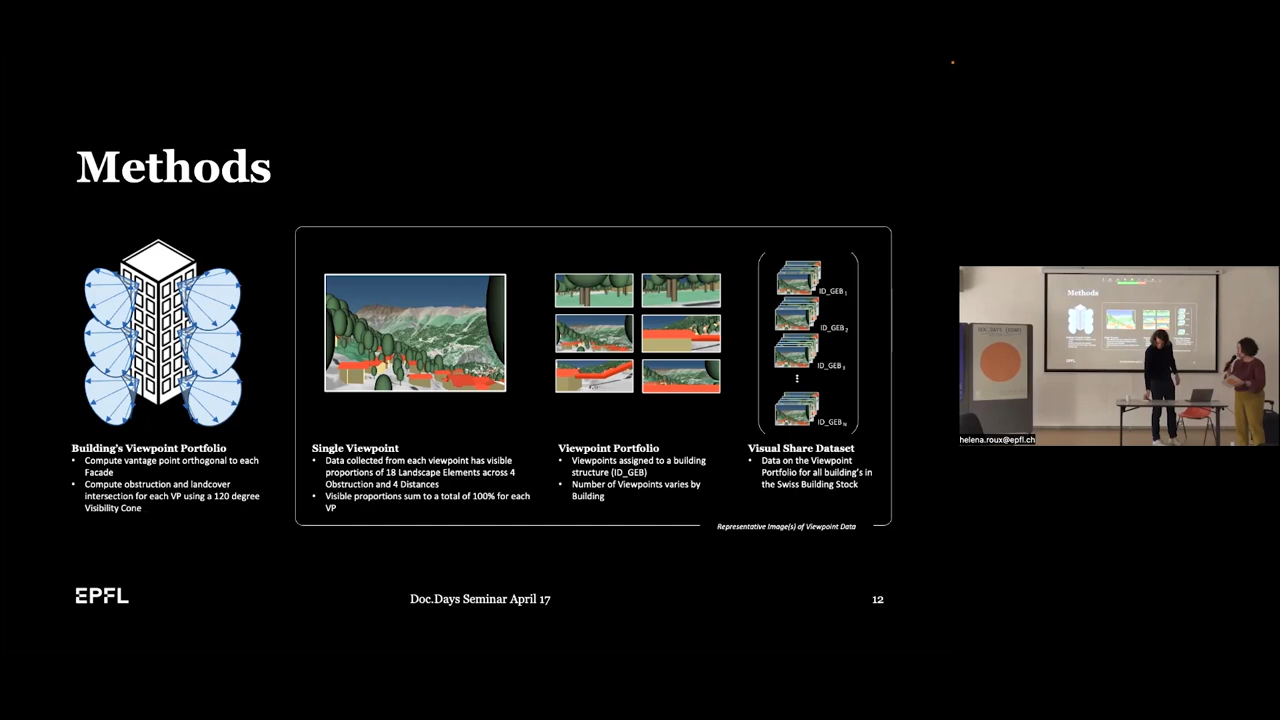 Methods
ID_GEB 1
ID_GEB 2
ID_GEB 3
ID_GEB N
Building's Viewpoint Portfolio
• Compute vantage point orthogonal to each
Facade
• Compute obstruction and landcover
intersection for each VP using a 120 degree
Visibility Cone
Single Viewpoint
• Data collected from each viewpoint has visible
proportions of 18 Landscape Elements across 4
Obstruction and 4 Distances
• Visible proportions sum to a total of 100% for each
VP
Viewpoint Portfolio
• Viewpoints assigned to a building
structure (ID_GEB)
• Number of Viewpoints varies by
Building
Visual Share Dataset
• Data on the Viewpoint
Portfolio for all building's in
the Swiss Building Stock
Representative Image(s) of Viewpoint Data
EPFL
Doc.Days Seminar April 17
12
Methods
EPFL
helena.roux@epfl.ch